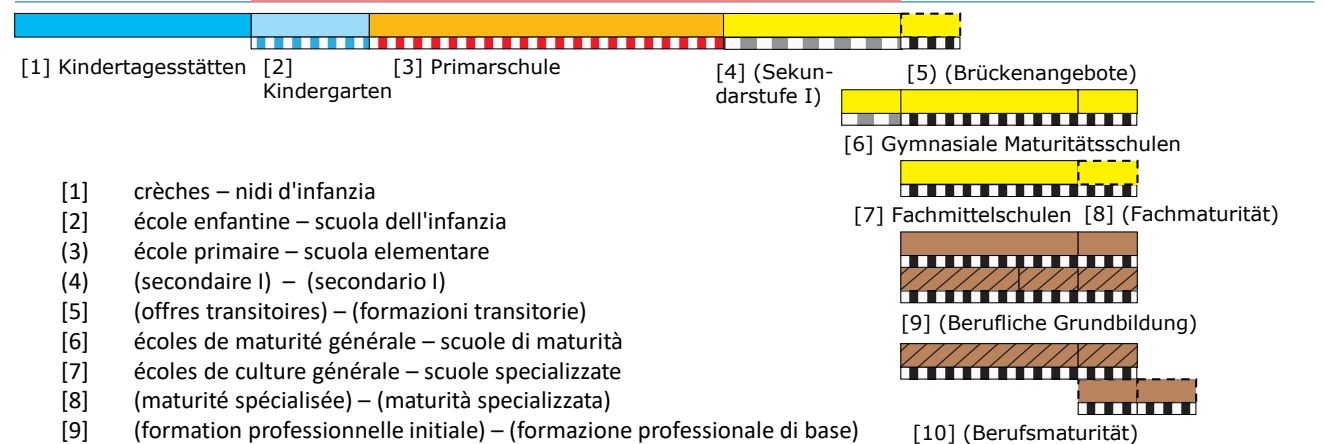 [1] Kindertagesstätten
[2]
Kindergarten
[3] Primarschule
[4] (Sekun-
darstufe I)
[5) (Brückenangebote)
[6] Gymnasiale Maturitätsschulen
[7] Fachmittelschulen
[8] (Fachmaturität)
[9] (Berufliche Grundbildung)
[10] (Berufsmaturität)
[1] crèches – nidi d'infanzia
[2] école enfantine – scuola dell'infanzia
(3) école primaire – scuola elementare
(4) (secondaire I) – (secondario I)
[5] (offres transitoires) – (formazioni transitorie)
[6] écoles de maturité générale – scuole di maturità
[7] écoles de culture générale – scuole specializzate
[8] (maturité spécialisée) – (maturità specializzata)
[9] (formation professionnelle initiale) – (formazione professionale di base)